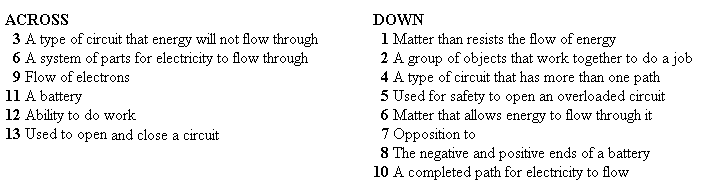 ACROSS
3 A type of circuit that energy will not flow through
6 A system of parts for electricity to flow through
9 Flow of electrons
11 A battery
12 Ability to do work
13 Used to open and close a circuit
DOWN
1 Matter than resists the flow of energy
2 A group of objects that work together to do a job
4 A type of circuit that has more than one path
5 Used for safety to open an overloaded circuit
6 Matter that allows energy to flow through it
7 Opposition to
8 The negative and positive ends of a battery
10 A completed path for electricity to flow